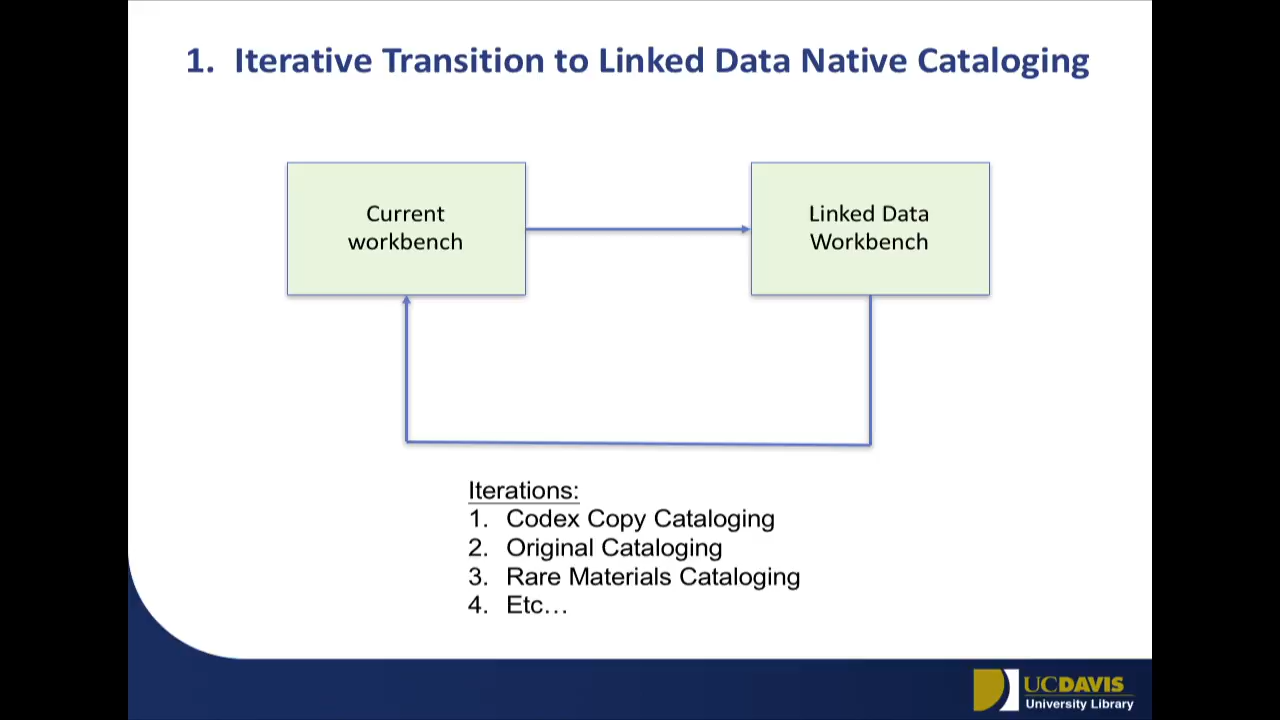 1. Iterative Transition to Linked Data Native Cataloging
Current
workbench
Linked Data
Workbench
Iterations:
1. Codex Copy Cataloging
2. Original Cataloging
3. Rare Materials Cataloging
4. Etc…
UCDAVIS
University Library